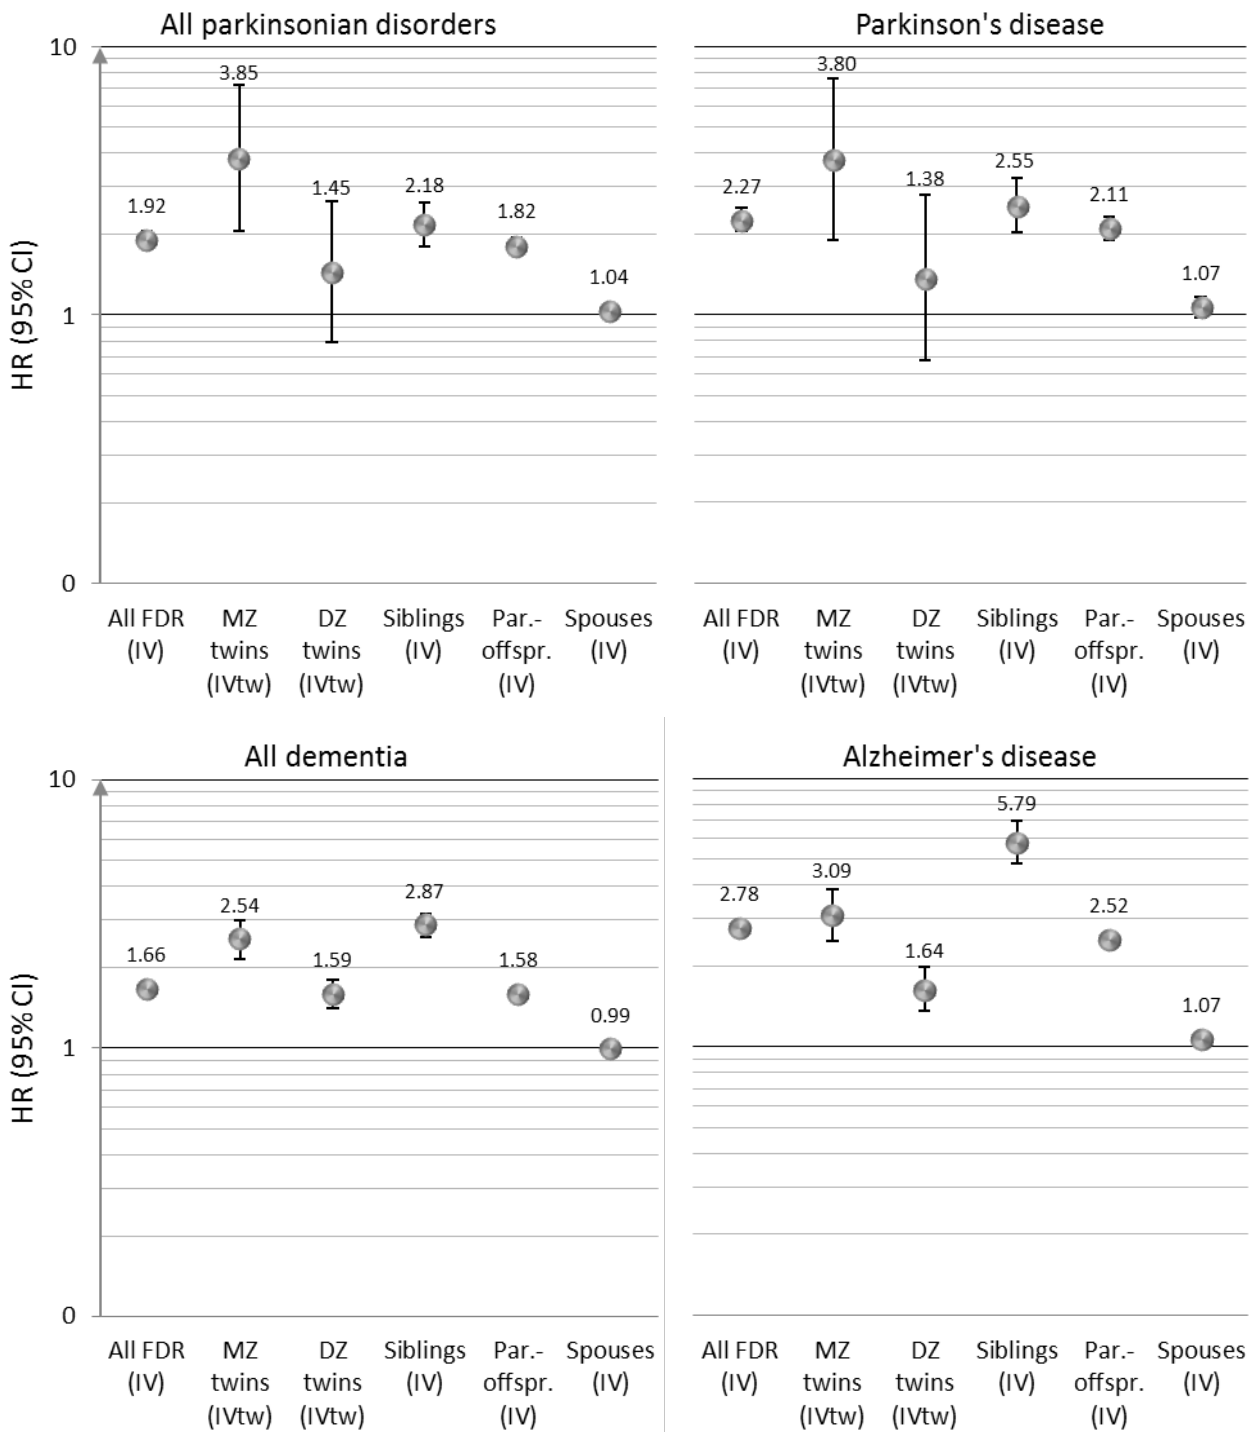 All parkinsonian disorders
Parkinson's disease
HR (95% CI)
10
1
0
3.85
1.92
1.45
2.18
1.82
1.04
3.80
2.27
1.38
2.55
2.11
1.07
All FDR
(IV)
MZ
twins
(IVtw)
DZ
twins
(IVtw)
Siblings
(IV)
Par.-
offspr.
(IV)
Spouses
(IV)
All FDR
(IV)
MZ
twins
(IVtw)
DZ
twins
(IVtw)
Siblings
(IV)
Par.-
offspr.
(IV)
Spouses
(IV)
All dementia
Alzheimer's disease
HR (95% CI)
10
1
0
1.66
2.54
1.59
2.87
1.58
0.99
2.78
3.09
1.64
5.79
2.52
1.07
All FDR
(IV)
MZ
twins
(IVtw)
DZ
twins
(IVtw)
Siblings
(IV)
Par.-
offspr.
(IV)
Spouses
(IV)
All FDR
(IV)
MZ
twins
(IVtw)
DZ
twins
(IVtw)
Siblings
(IV)
Par.-
offspr.
(IV)
Spouses
(IV)